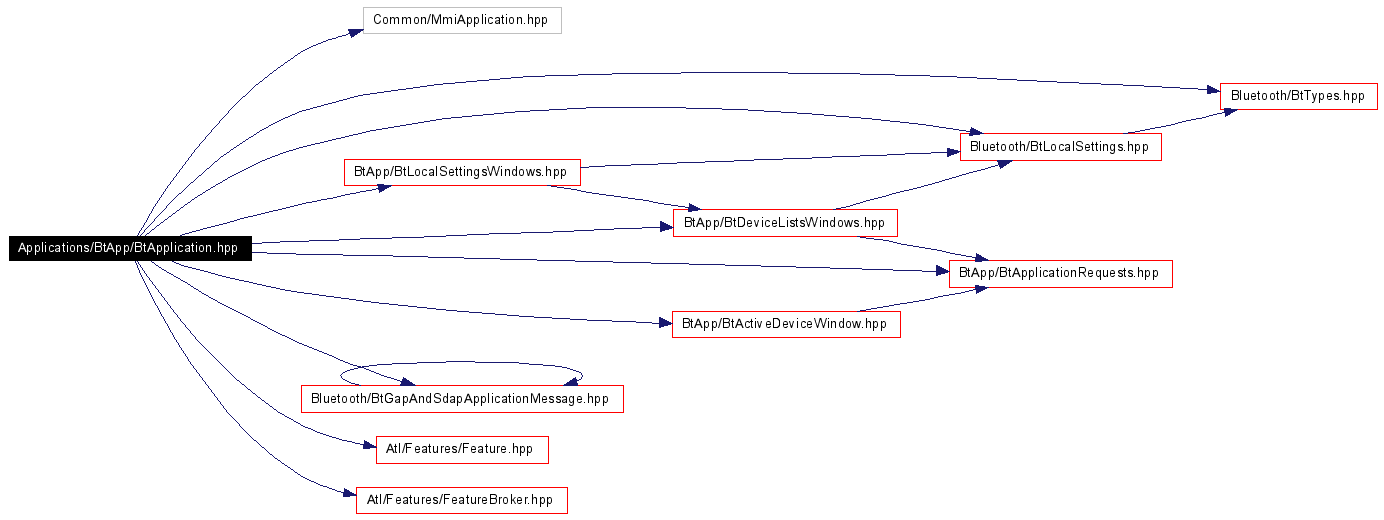 Common/MmiApplication.hpp
Bluetooth/BtTypes.hpp
Bluetooth/BtLocalSettings.hpp
BtApp/BtLocalSettingsWindows.hpp
BtApp/BtDeviceListsWindows.hpp
Applications/BtApp/BtApplication.hpp
BtApp/BtApplicationRequests.hpp
BtApp/BtActiveDeviceWindow.hpp
Bluetooth/BtGapAndSdapApplicationMessage.hpp
Atl/Features/Feature.hpp
Atl/Features/FeatureBroker.hpp